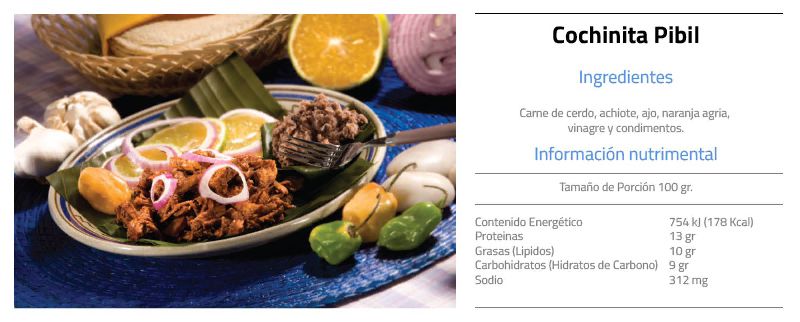 Cochinita Pibil
Ingredientes
Carne de cerdo, achiote, ajo, naranja agria,
vinagre y condimentos.
Información nutrimental
Tamaño de Porción 100 gr.
Contenido Energético 754 kJ (178 Kcal)
Proteinas 13 gr
Grasas (Lipidos) 10 gr
Carbohidratos (Hidratos de Carbono) 9 gr
Sodio 312 mg